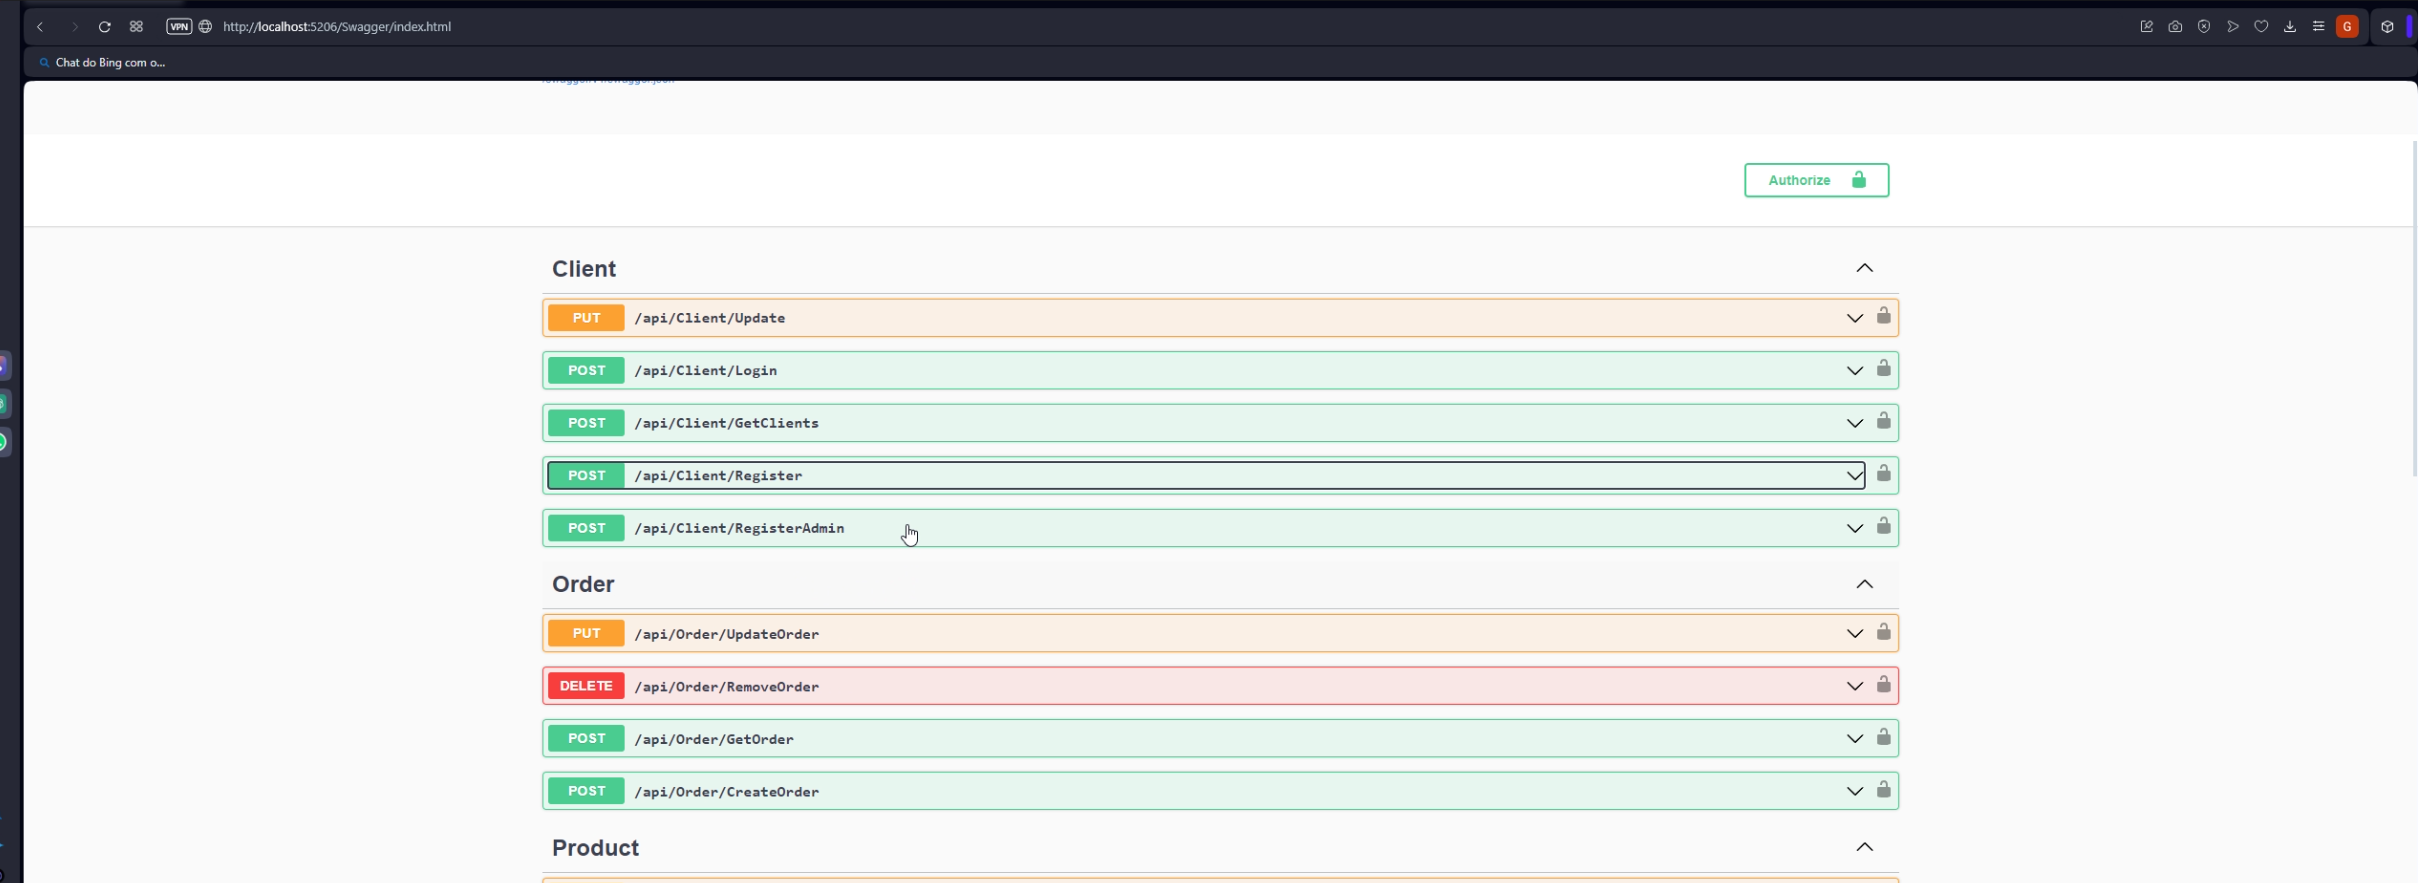 VPN http://localhost:5206/Swagger/index.html G
Chat do Bing com o...
Authorize
Client
PUT /api/Client/Update
POST /api/Client/Login
POST /api/Client/GetClients
POST /api/Client/Register
POST /api/Client/RegisterAdmin
Order
PUT /api/Order/UpdateOrder
DELETE /api/Order/RemoveOrder
POST /api/Order/GetOrder
POST /api/Order/CreateOrder
Product